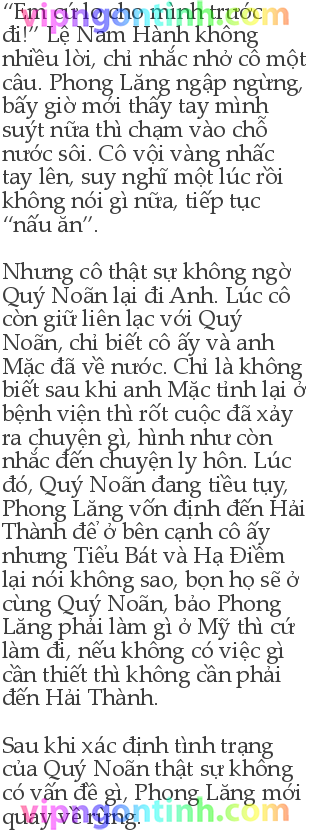 vipngontinh.com
“Em cứ lo cho mình trước
đi!” Lệ Nam Hành không
nhiều lời, chỉ nhắc nhở cô một
câu. Phong Lăng ngập ngừng,
bấy giờ mới thấy tay mình
suýt nữa thì chạm vào chỗ
nước sôi. Cô vội vàng nhấc
tay lên, suy nghĩ một lúc rồi
không nói gì nữa, tiếp tục
“nấu ăn”.

Nhưng cô thật sự không ngờ
Quý Noãn lại đi Anh. Lúc cô
còn giữ liên lạc với Quý
Noãn, chỉ biết cô ấy và anh
Mặc đã về nước. Chỉ là không
biết sau khi anh Mặc tỉnh lại ở
bệnh viện thì rốt cuộc đã xảy
ra chuyện gì, hình như còn
nhắc đến chuyện ly hôn. Lúc
đó, Quý Noãn đang tiều tụy,
Phong Lăng vốn định đến Hải
Thành để ở bên cạnh cô ấy
nhưng Tiểu Bát và Hạ Điềm
lại nói không sao, bọn họ sẽ ở
cùng Quý Noãn, bảo Phong
Lăng phải làm gì ở Mỹ thì cứ
làm đi, nếu không có việc gì
cần thiết thì không cần phải
đến Hải Thành.

Sau khi xác định tình trạng
của Quý Noãn thật sự không
có vấn đề gì, Phong Lăng mới
quay về rừng.
vipngontinh.com